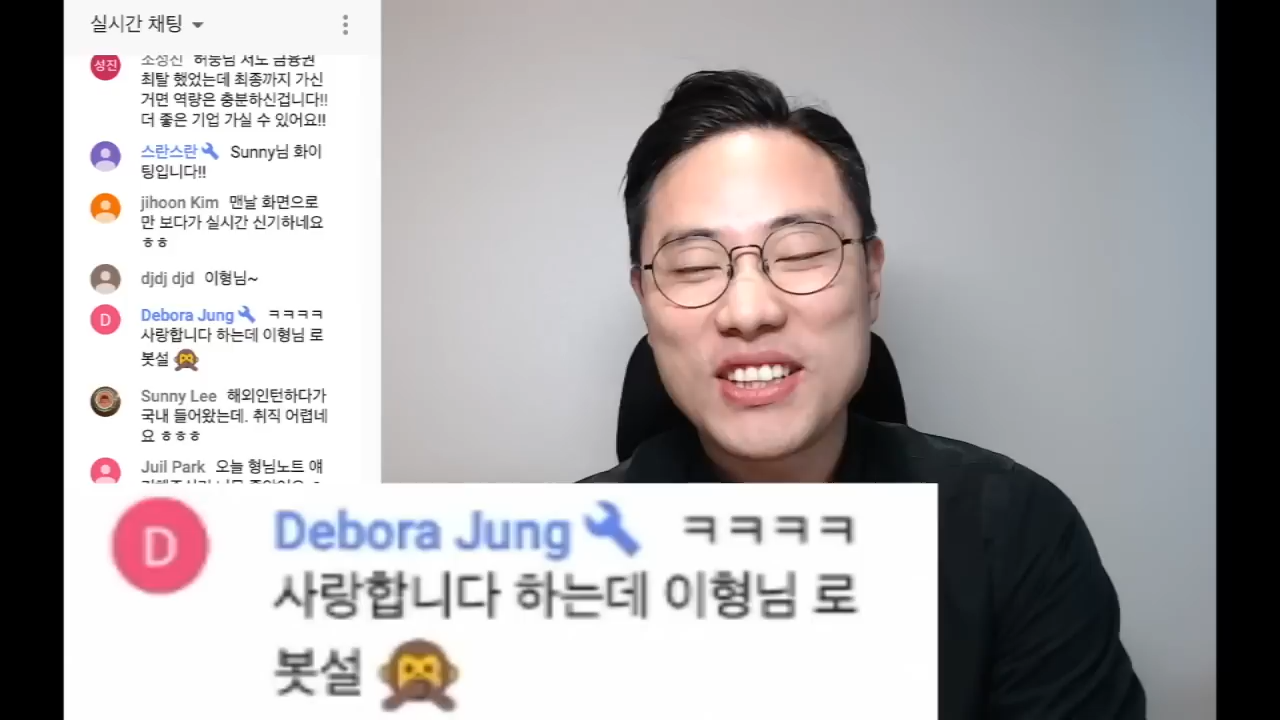 실시간 채팅
성진 조성진 허둥님 저도 금융권
최탈 했었는데 최종까지 가신
거면 역량은 충분하신겁니다!!
더 좋은 기업 가실 수 있어요!!
스란스란 Sunny님 화이
팅입니다!!
jihoon Kim 맨날 화면으로
만 보다가 실시간 신기하네요
ㅎㅎ
djdj djd 이형님~
D Debora Jung ㅋㅋㅋㅋ
사랑합니다 하는데 이형님 로
봇설
Sunny Lee 해외인턴하다가
국내 들어왔는데. 취직 어렵네
요 ㅎㅎㅎ
Juil Park 오늘 형님노트 얘
D Debora Jung ㅋㅋㅋㅋ
사랑합니다 하는데 이형님 로
봇설